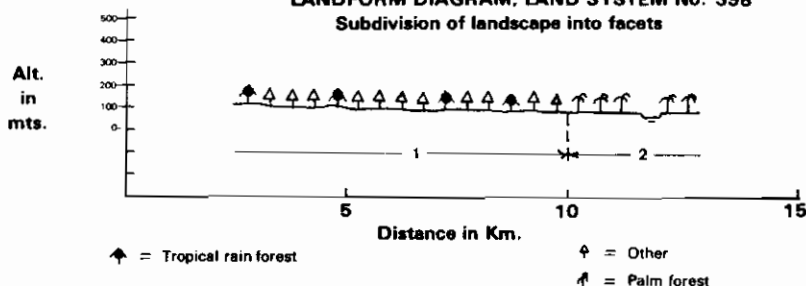 LANDFORM DIAGRAM, LAND SYSTEM No. 396
Subdivision of landscape into facets
500
400
300
200
100
0
Alt.
in
mts.
1
2
5
10
15
Distance in Km.
= Tropical rain forest
= Other
= Palm forest